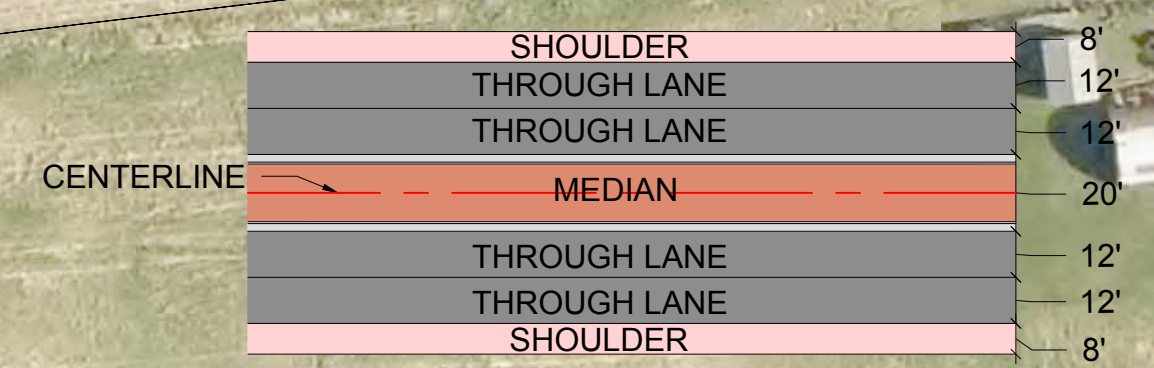 SHOULDER 8'
THROUGH LANE 12'
THROUGH LANE 12'
CENTERLINE MEDIAN 20'
THROUGH LANE 12'
THROUGH LANE 12'
SHOULDER 8'